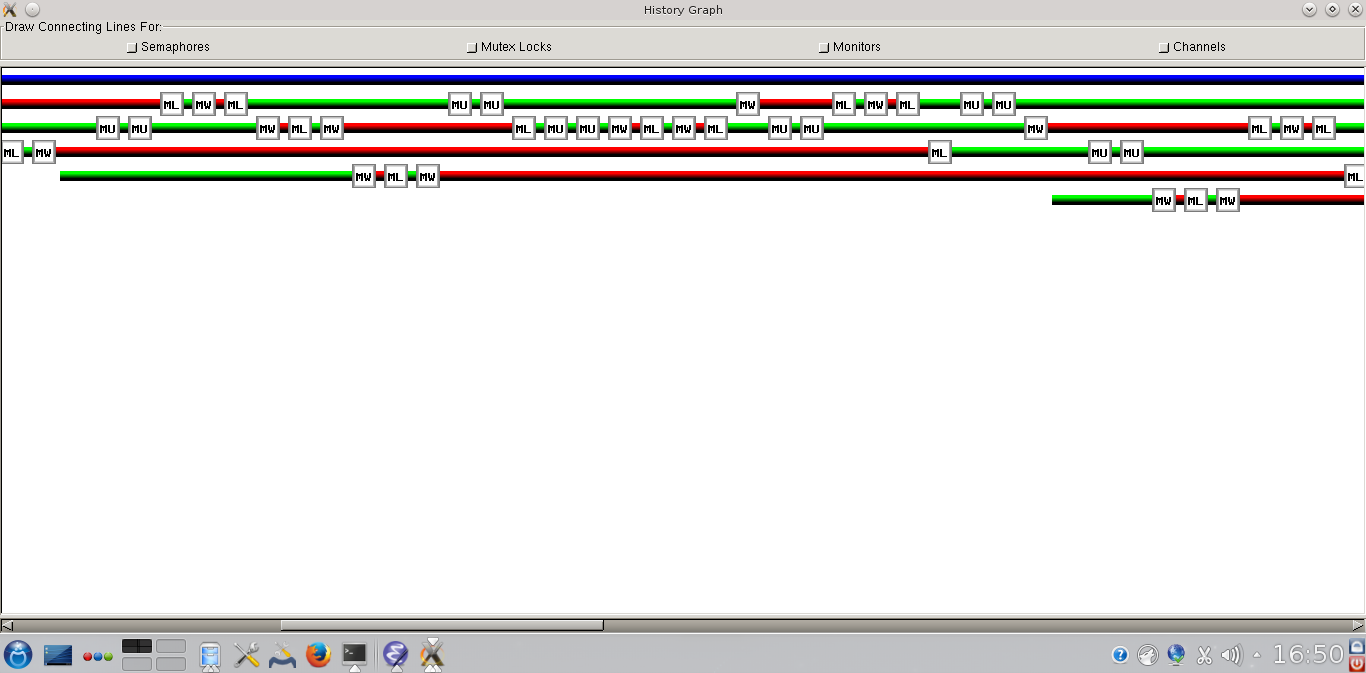 History Graph
Draw Connecting Lines For:
Semaphores Mutex Locks Monitors Channels
ML MW ML MU MU MW ML MW ML MU MU
MU MU MW ML MW ML MU MU MW ML MW ML MU MU MW ML MW ML
ML MW ML MU MU
MW ML MW ML
MW ML MW
16:50